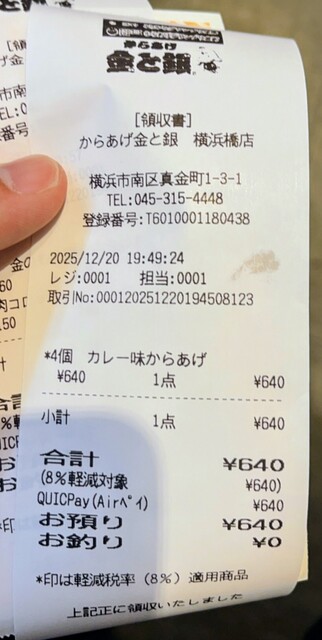 からあげ
金と銀
[領収書]
からあげ金と銀 横浜橋店
横浜市南区真金町1-3-1
TEL:045-315-4448
登録番号:T6010001180438
2025/12/20 19:49:24
レジ:0001 担当:0001
取引No:000120251220194508123
*4個 カレー味からあげ
¥640 1点 ¥640
小計 1点 ¥640
合計 ¥640
(8%軽減対象 ¥640)
QUICPay(Airペイ) ¥640
お預り ¥640
お釣り ¥0
*印は軽減税率(8%)適用商品
上記正に領収いたしました